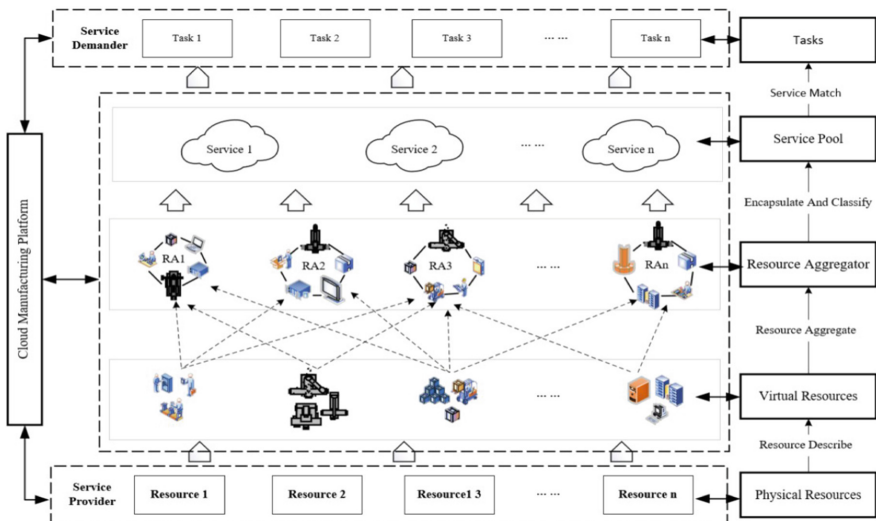 Service
Demander
Task 1
Task 2
Task 3
... ...
Task n
Tasks
Service Match
Service 1
Service 2
... ...
Service n
Service Pool
Encapsulate And Classify
Cloud Manufacturing Platform
RA1
RA2
RA3
... ...
RAn
Resource Aggregator
Resource Aggregate
... ...
Virtual Resources
Resource Describe
Service
Provider
Resource 1
Resource 2
Resource1 3
... ...
Resource n
Physical Resources